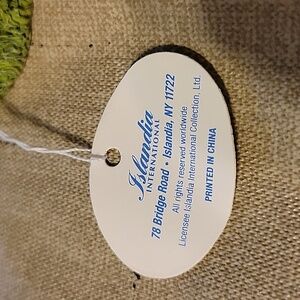 Islandia
INTERNATIONAL
78 Bridge Road • Islandia, NY 11722
All rights reserved worldwide
Licensee Islandia International Collection, Ltd.
PRINTED IN CHINA